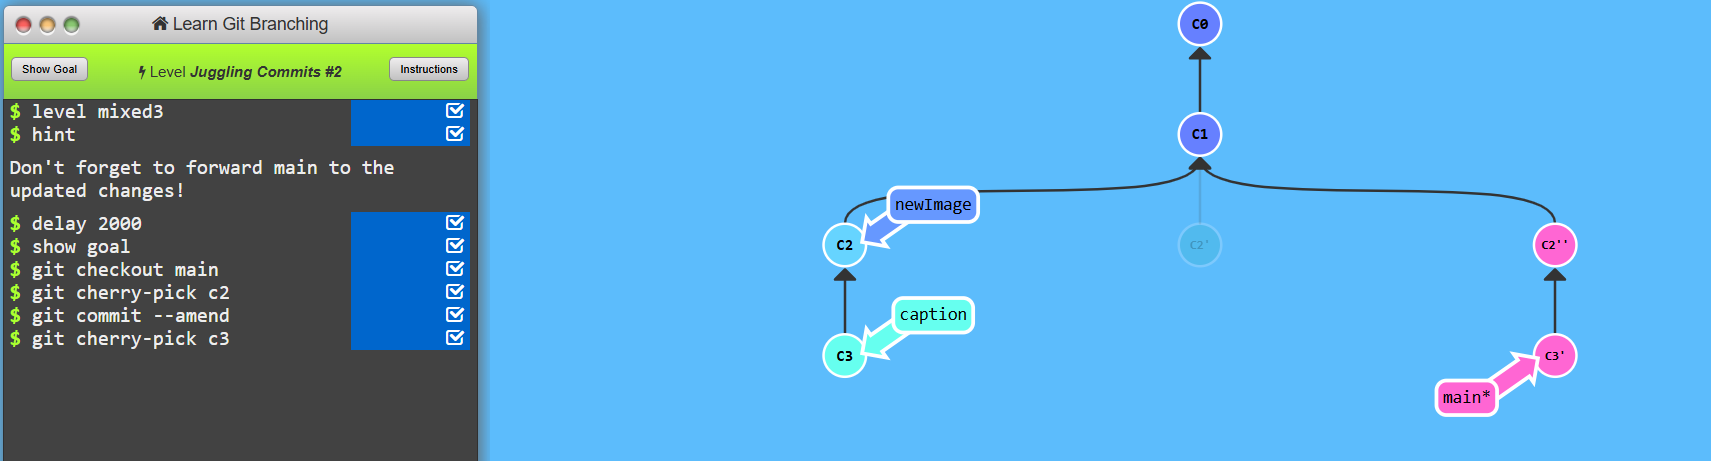 Learn Git Branching
Show Goal
Level Juggling Commits #2
Instructions
$ level mixed3
$ hint
Don't forget to forward main to the
updated changes!
$ delay 2000
$ show goal
$ git checkout main
$ git cherry-pick c2
$ git commit --amend
$ git cherry-pick c3
C0
C1
newImage
C2
C2'
C2''
caption
C3
C3'
main*